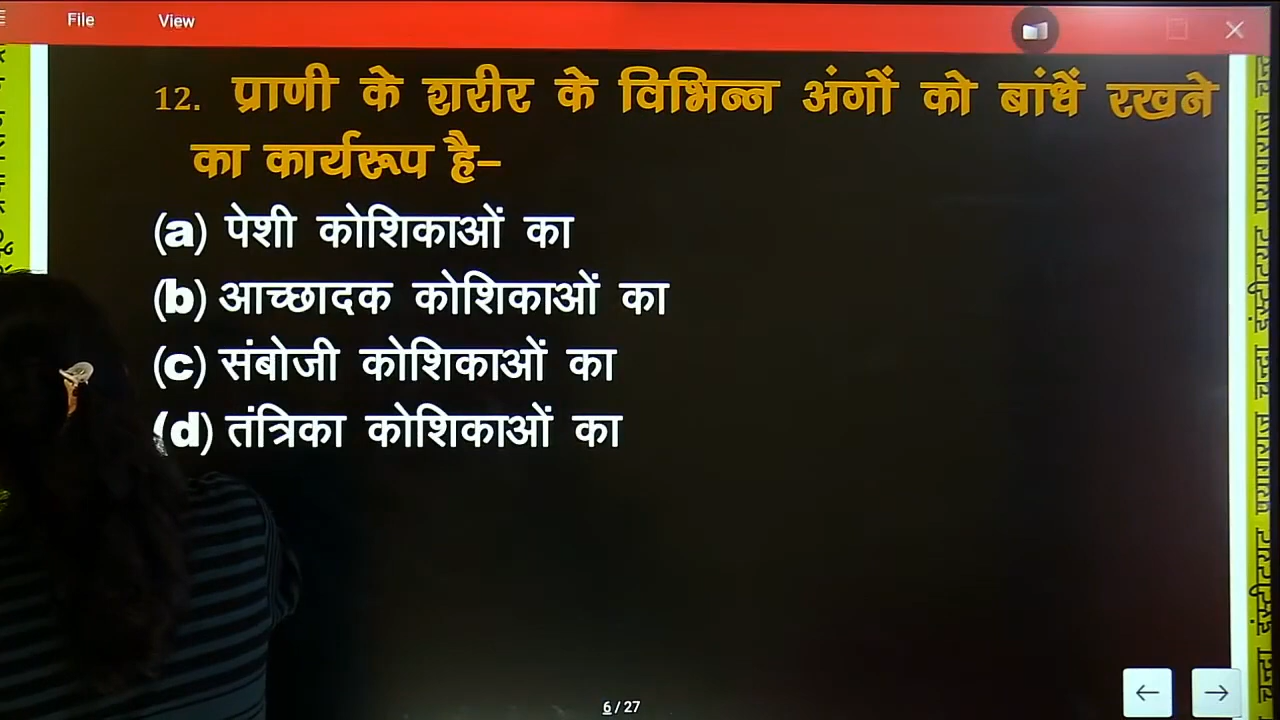 File View
12. प्राणी के शरीर के विभिन्न अंगों को बांधें रखने
का कार्यरूप है–
(a) पेशी कोशिकाओं का
(b) आच्छादक कोशिकाओं का
(c) संबोजी कोशिकाओं का
(d) तंत्रिका कोशिकाओं का
6 / 27